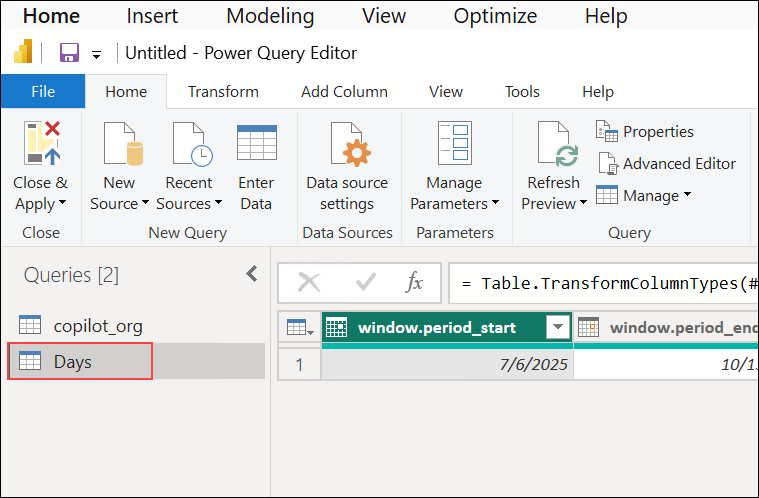 Home Insert Modeling View Optimize Help
Untitled - Power Query Editor
File Home Transform Add Column View Tools Help
Close & Apply
New Source
Recent Sources
Enter Data
Data source settings
Manage Parameters
Refresh Preview
Properties
Advanced Editor
Manage
Close New Query Data Sources Parameters Query
Queries [2]
fx = Table.TransformColumnTypes(#
copilot_org
Days
window.period_start window.period_end
1 7/6/2025